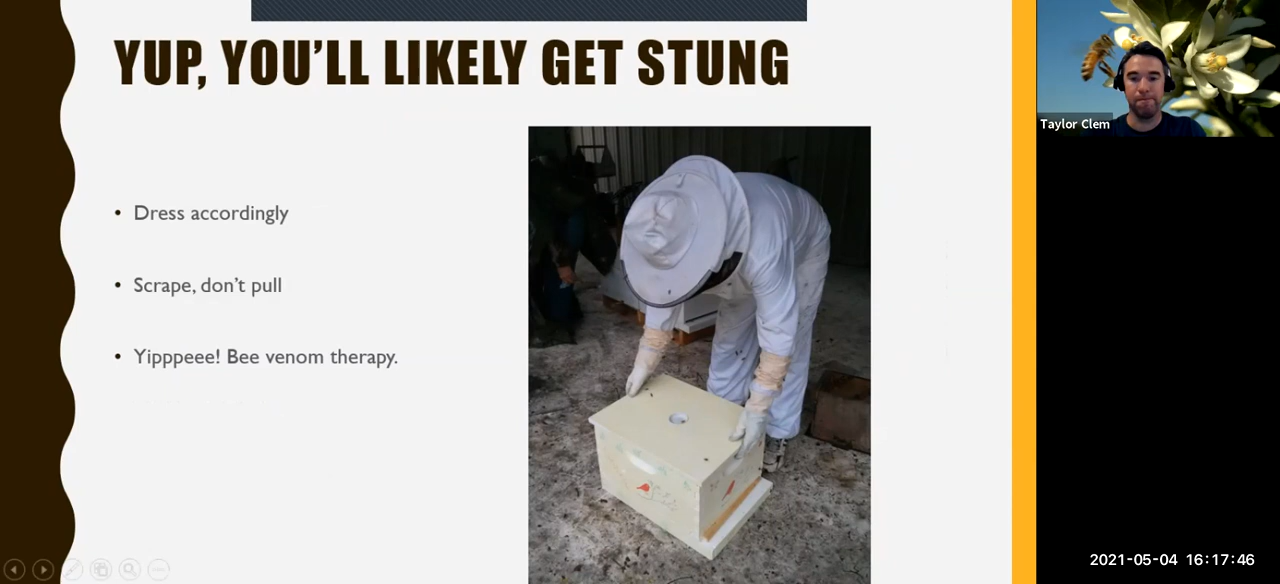 YUP, YOU'LL LIKELY GET STUNG
• Dress accordingly
• Scrape, don't pull
• Yipppeee! Bee venom therapy.
Taylor Clem
2021-05-04 16:17:46